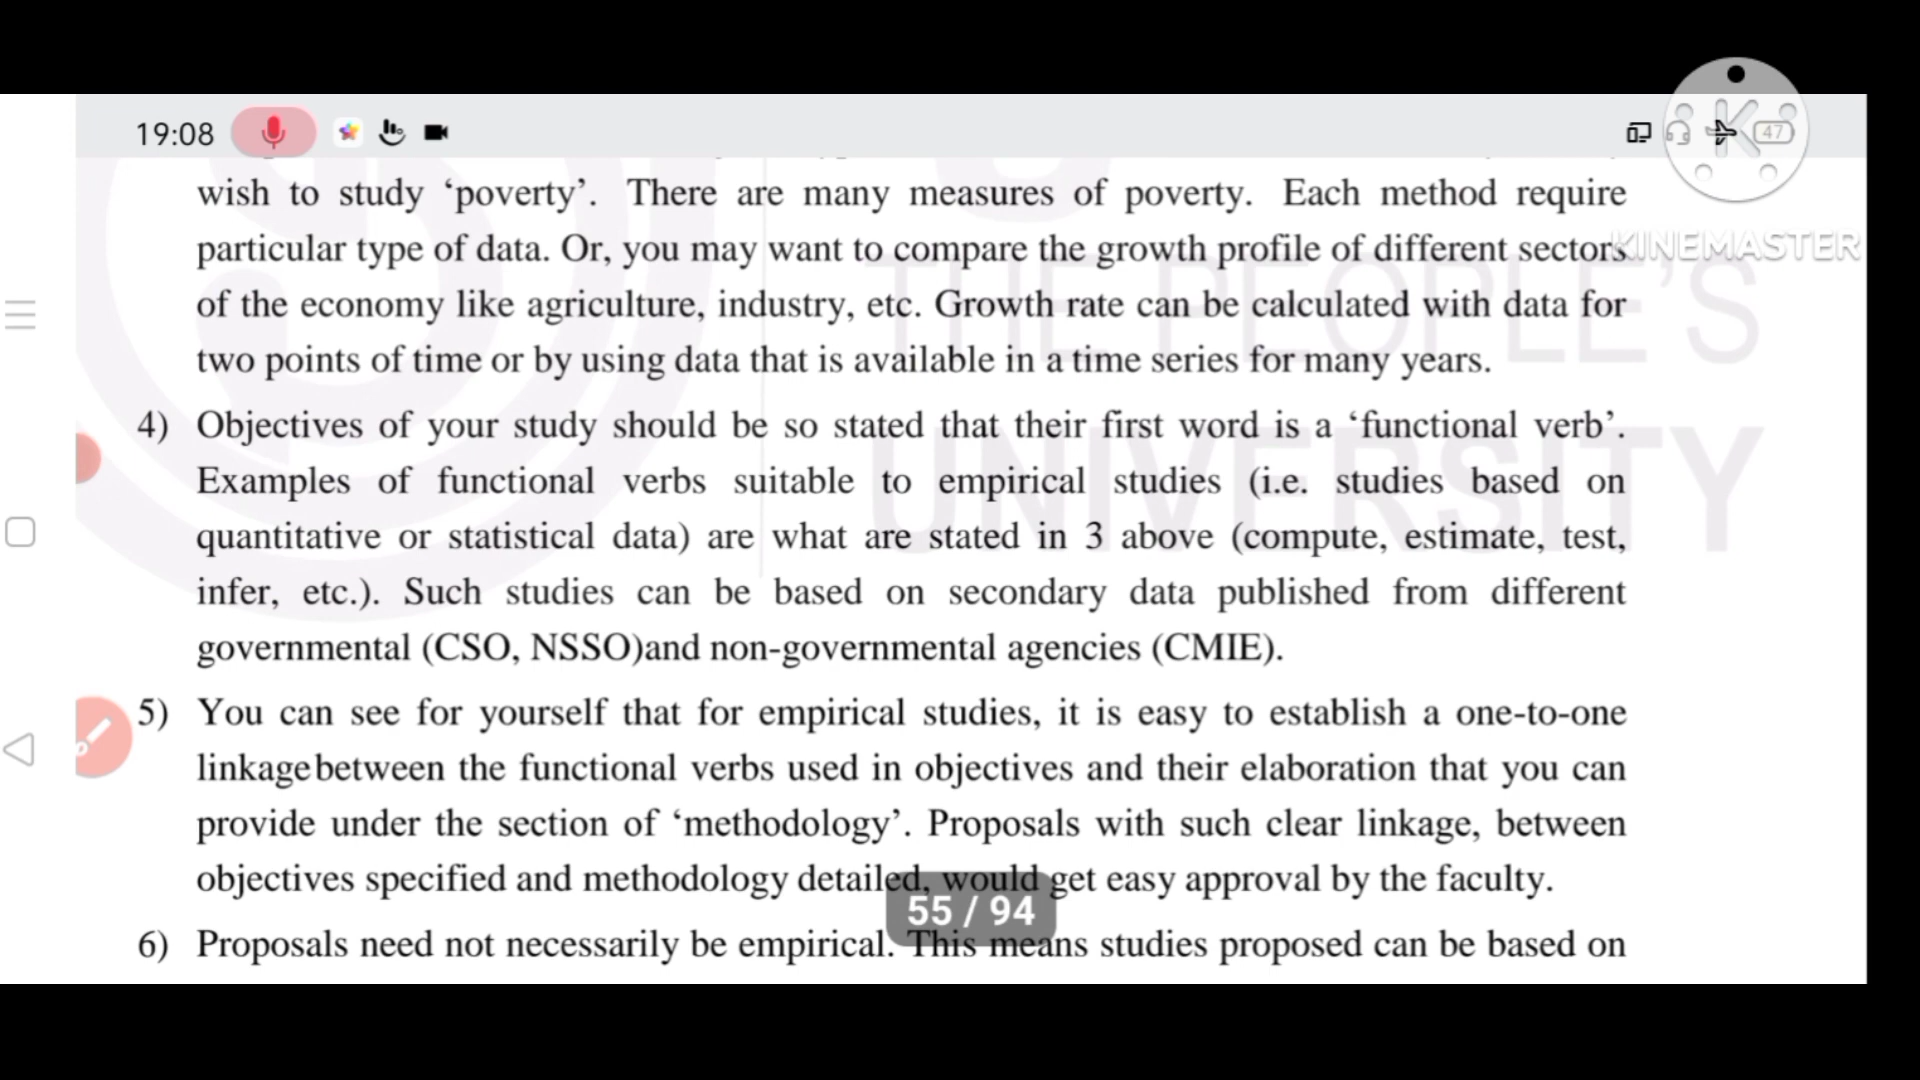 19:08
47
KINEMASTER
wish to study ‘poverty’. There are many measures of poverty. Each method require
particular type of data. Or, you may want to compare the growth profile of different sectors
of the economy like agriculture, industry, etc. Growth rate can be calculated with data for
two points of time or by using data that is available in a time series for many years.
4) Objectives of your study should be so stated that their first word is a ‘functional verb’.
Examples of functional verbs suitable to empirical studies (i.e. studies based on
quantitative or statistical data) are what are stated in 3 above (compute, estimate, test,
infer, etc.). Such studies can be based on secondary data published from different
governmental (CSO, NSSO)and non-governmental agencies (CMIE).
5) You can see for yourself that for empirical studies, it is easy to establish a one-to-one
linkage between the functional verbs used in objectives and their elaboration that you can
provide under the section of ‘methodology’. Proposals with such clear linkage, between
objectives specified and methodology detailed, would get easy approval by the faculty.
55 / 94
6) Proposals need not necessarily be empirical. This means studies proposed can be based on
THE PEOPLE’S
UNIVERSITY